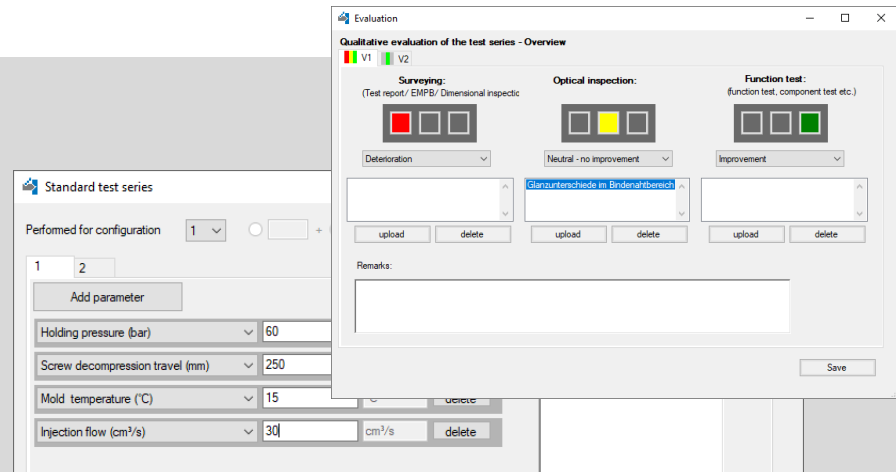 Evaluation
Qualitative evaluation of the test series - Overview
V1 V2
Surveying:
(Test report/ EMPB/ Dimensional inspectic
Optical inspection:
Function test:
(function test, component test etc.)
Deterioration
Neutral - no improvement
Improvement
Glanzunterschiede im Bindenahtbereich
upload delete
upload delete
upload delete
Remarks:
Save
Standard test series
Performed for configuration 1 +
1 2
Add parameter
Holding pressure (bar) 60
Screw decompression travel (mm) 250
Mold temperature (°C) 15 °C delete
Injection flow (cm³/s) 30 cm³/s delete